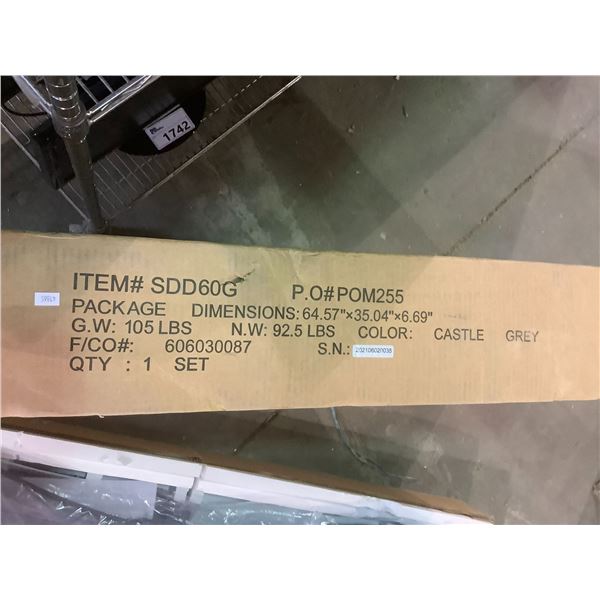 1742
ITEM# SDD60G P.O#POM255
PACKAGE DIMENSIONS: 64.57"×35.04"×6.69"
G.W: 105 LBS N.W: 92.5 LBS COLOR: CASTLE GREY
F/CO#: 606030087 S.N.: 202106020035
QTY : 1 SET